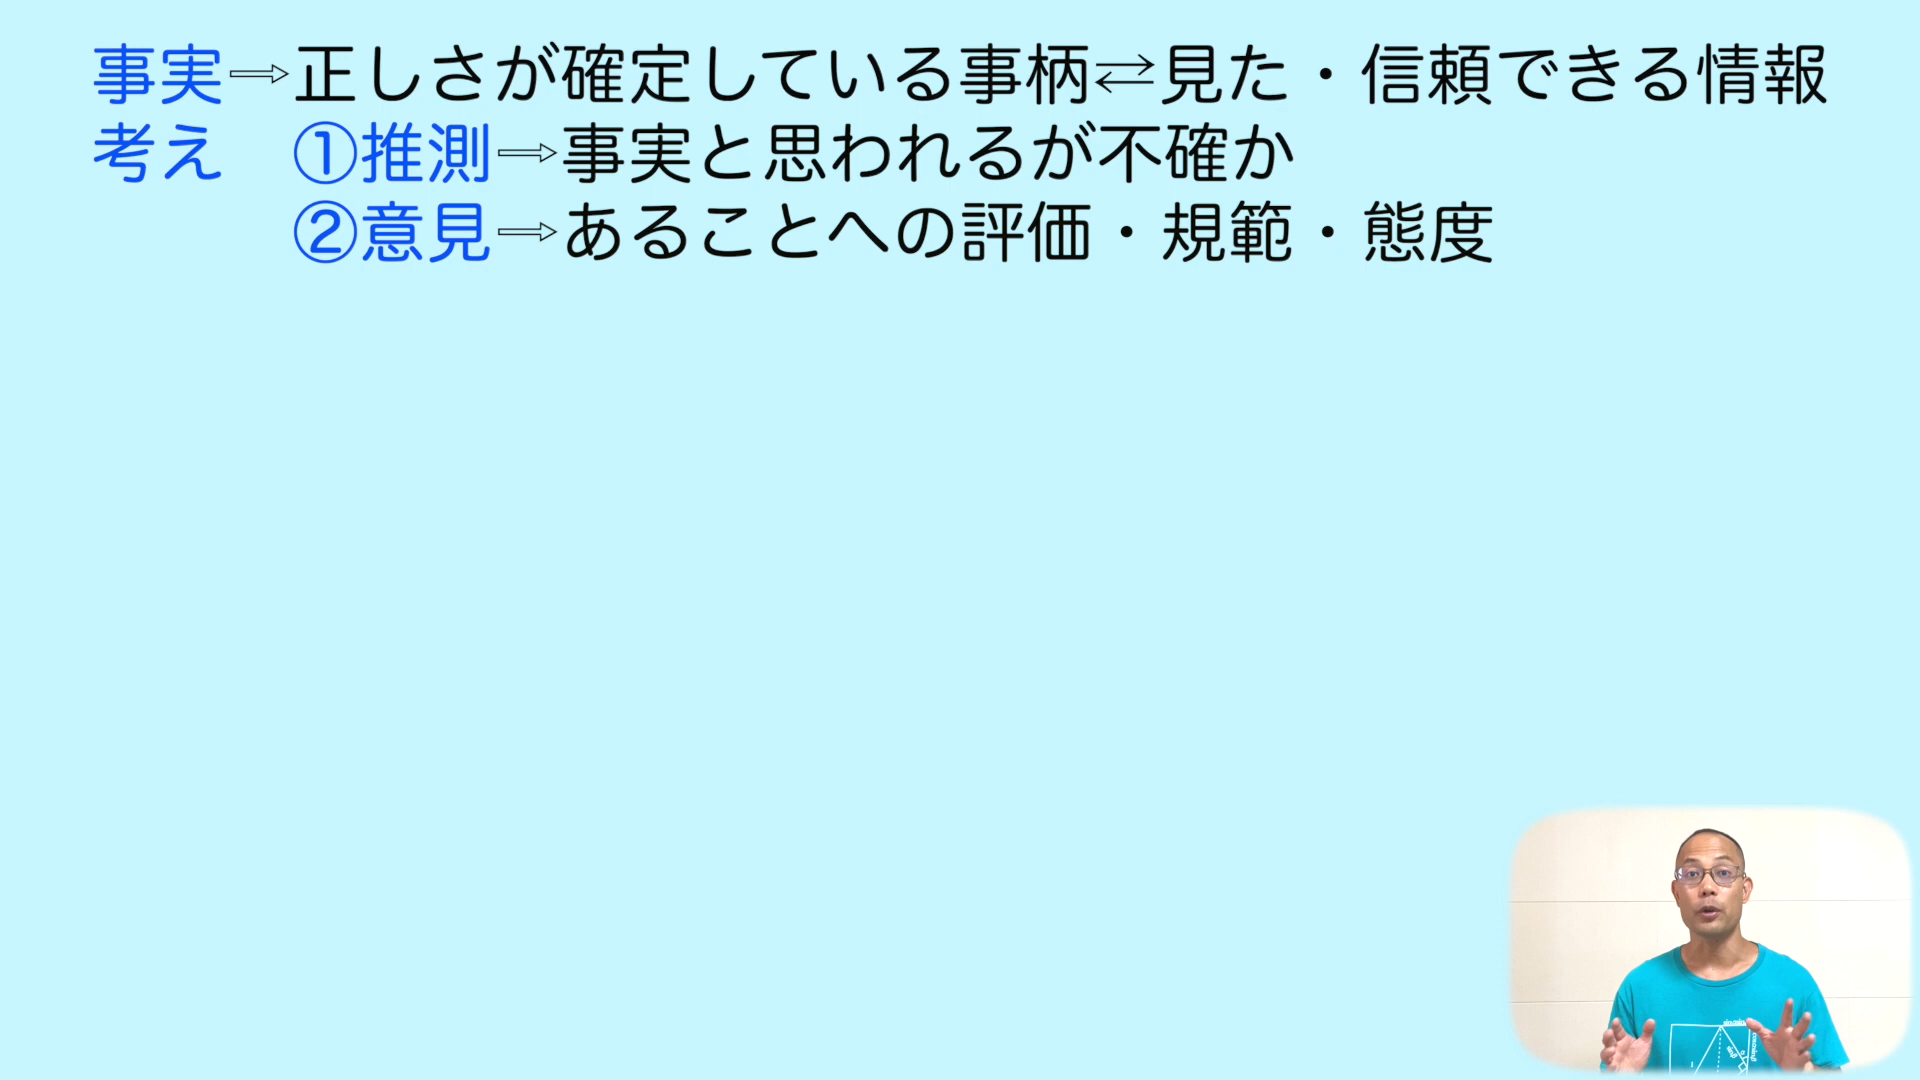 事実⇨正しさが確定している事柄⇄見た・信頼できる情報
考え　①推測⇨事実と思われるが不確か
②意見⇨あることへの評価・規範・態度